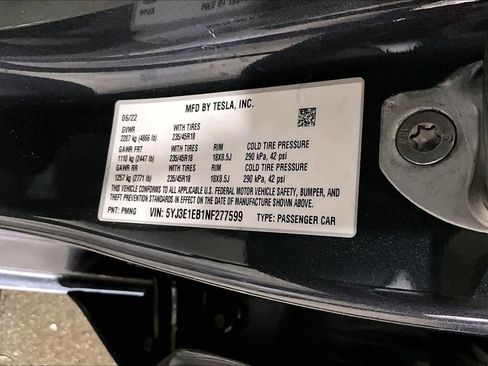 MFD BY TESLA, INC.
06/22
GVWR WITH TIRES
2207 kg (4866 lb) 235/45R18
GAWR FRT WITH TIRES RIM COLD TIRE PRESSURE
1110 kg (2447 lb) 235/45R18 18X8.5J 290 kPa, 42 psi
GAWR RR WITH TIRES RIM COLD TIRE PRESSURE
1257 kg (2771 lb) 235/45R18 18X8.5J 290 kPa, 42 psi
THIS VEHICLE CONFORMS TO ALL APPLICABLE U.S. FEDERAL MOTOR VEHICLE SAFETY, BUMPER, AND
THEFT PREVENTION STANDARDS IN EFFECT ON THE DATE OF MANUFACTURE SHOWN ABOVE.
PNT: PMNG VIN: 5YJ3E1EB1NF277599 TYPE: PASSENGER CAR